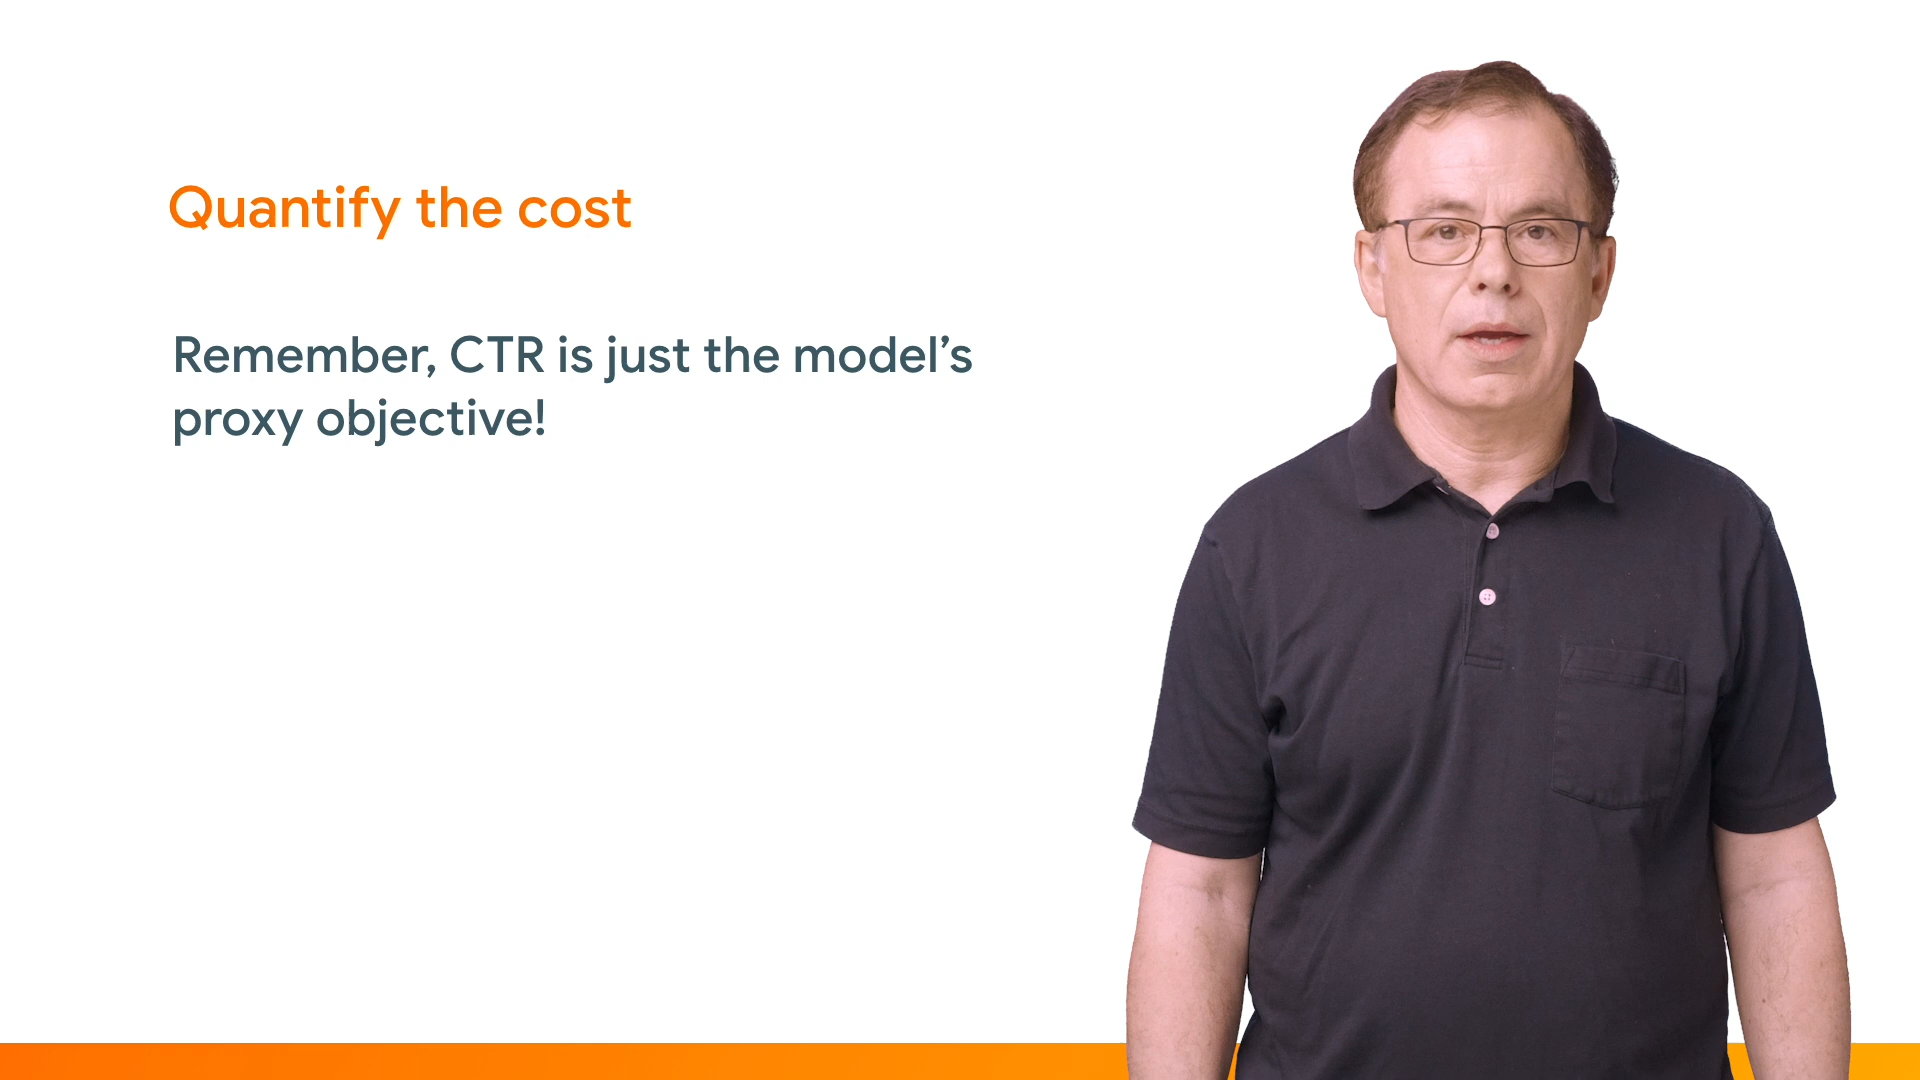 Quantify the cost
Remember, CTR is just the model’s
proxy objective!